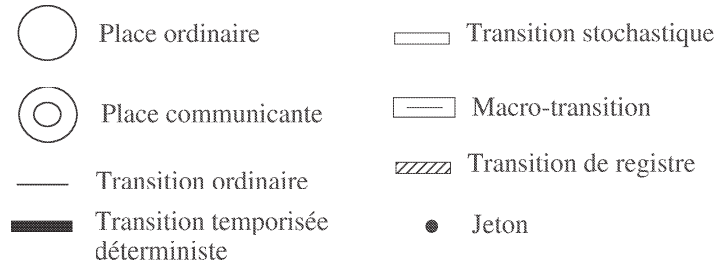 Place ordinaire
Place communicante
Transition ordinaire
Transition temporisée
déterministe
Transition stochastique
Macro-transition
Transition de registre
Jeton